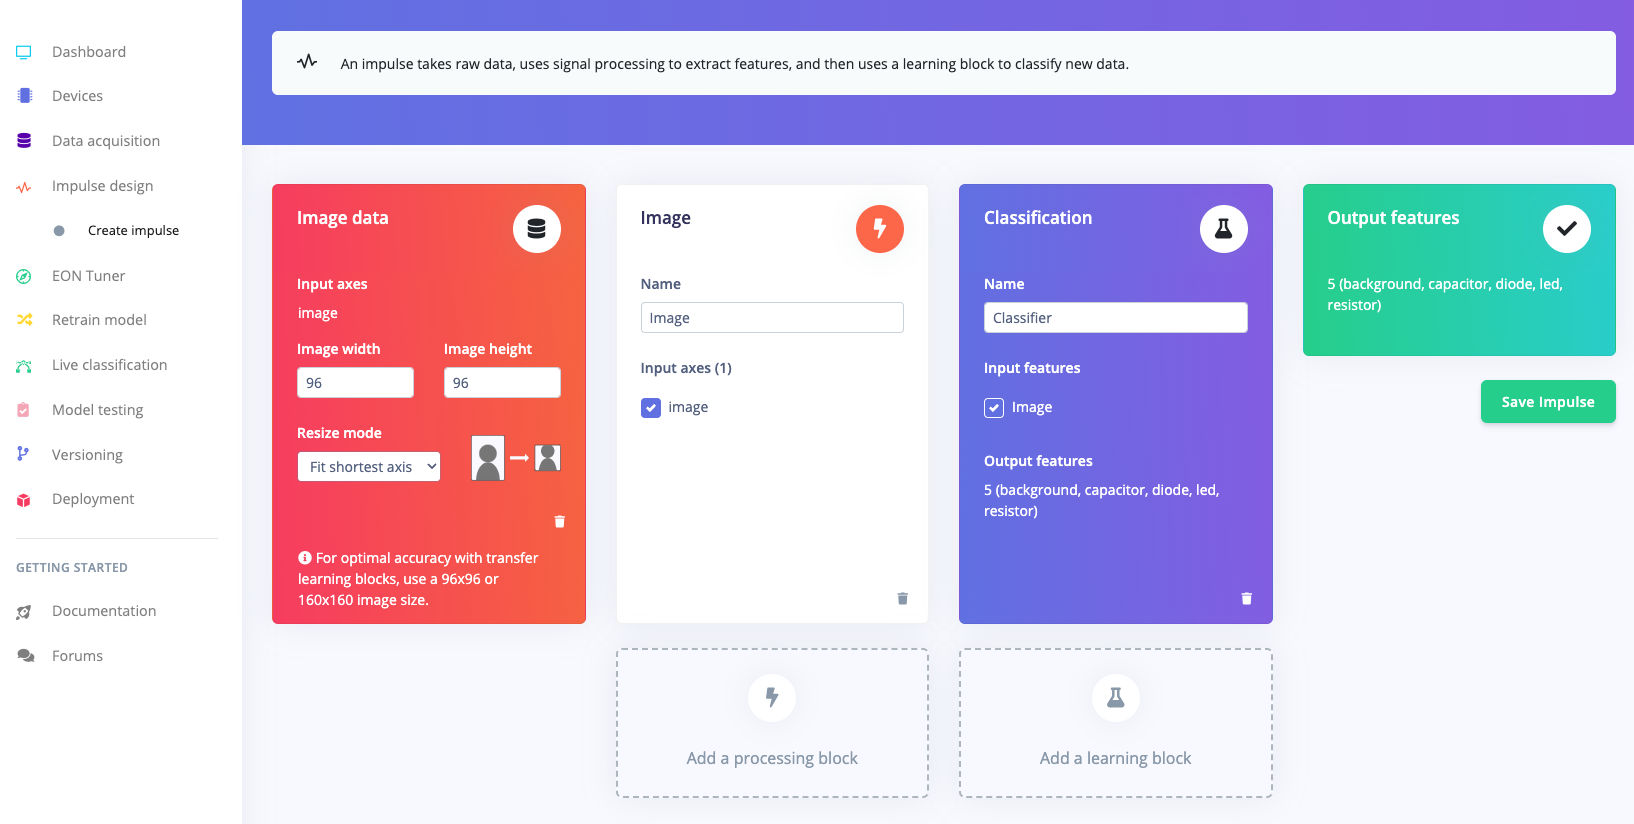 Dashboard
Devices
Data acquisition
Impulse design
Create impulse
EON Tuner
Retrain model
Live classification
Model testing
Versioning
Deployment
GETTING STARTED
Documentation
Forums
An impulse takes raw data, uses signal processing to extract features, and then uses a learning block to classify new data.
Image data
Input axes
image
Image width
Image height
96
96
Resize mode
Fit shortest axis
For optimal accuracy with transfer
learning blocks, use a 96x96 or
160x160 image size.
Image
Name
Image
Input axes (1)
image
Add a processing block
Classification
Name
Classifier
Input features
Image
Output features
5 (background, capacitor, diode, led,
resistor)
Add a learning block
Output features
5 (background, capacitor, diode, led,
resistor)
Save Impulse